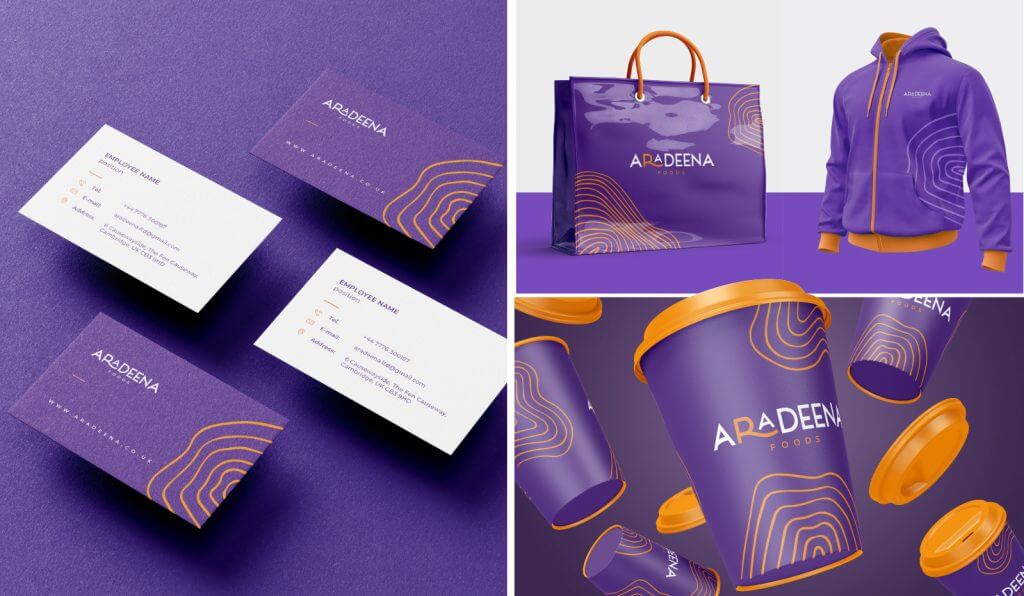 ARADEENA
FOODS
WWW.ARADEENA.CO.UK
EMPLOYEE NAME
position
Tel. +44 7776 300187
E-mail: aradeena.ltd@gmail.com
Address: 6 Causewayside, The Fen Causeway,
Cambridge, UK CB3 9HD
EMPLOYEE NAME
position
Tel. +44 7776 300187
E-mail: aradeena.ltd@gmail.com
Address: 6 Causewayside, The Fen Causeway,
Cambridge, UK CB3 9HD
ARADEENA
FOODS
WWW.ARADEENA.CO.UK
ARADEENA
FOODS
ARADEENA
ARADEENA
FOODS
ARADEENA
FOODS